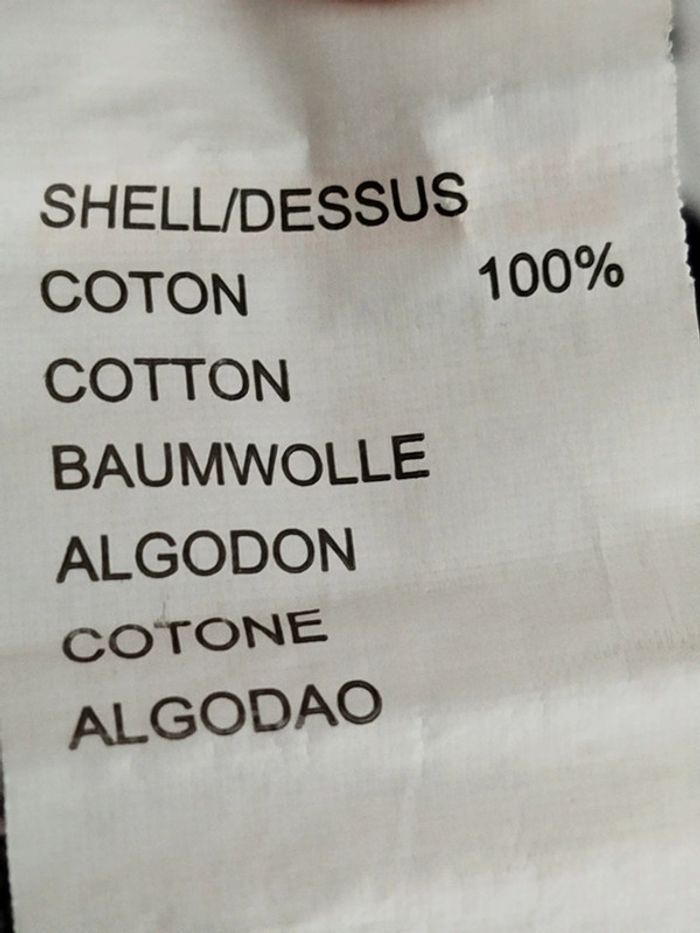 SHELL/DESSUS
COTON 100%
COTTON
BAUMWOLLE
ALGODON
COTONE
ALGODAO